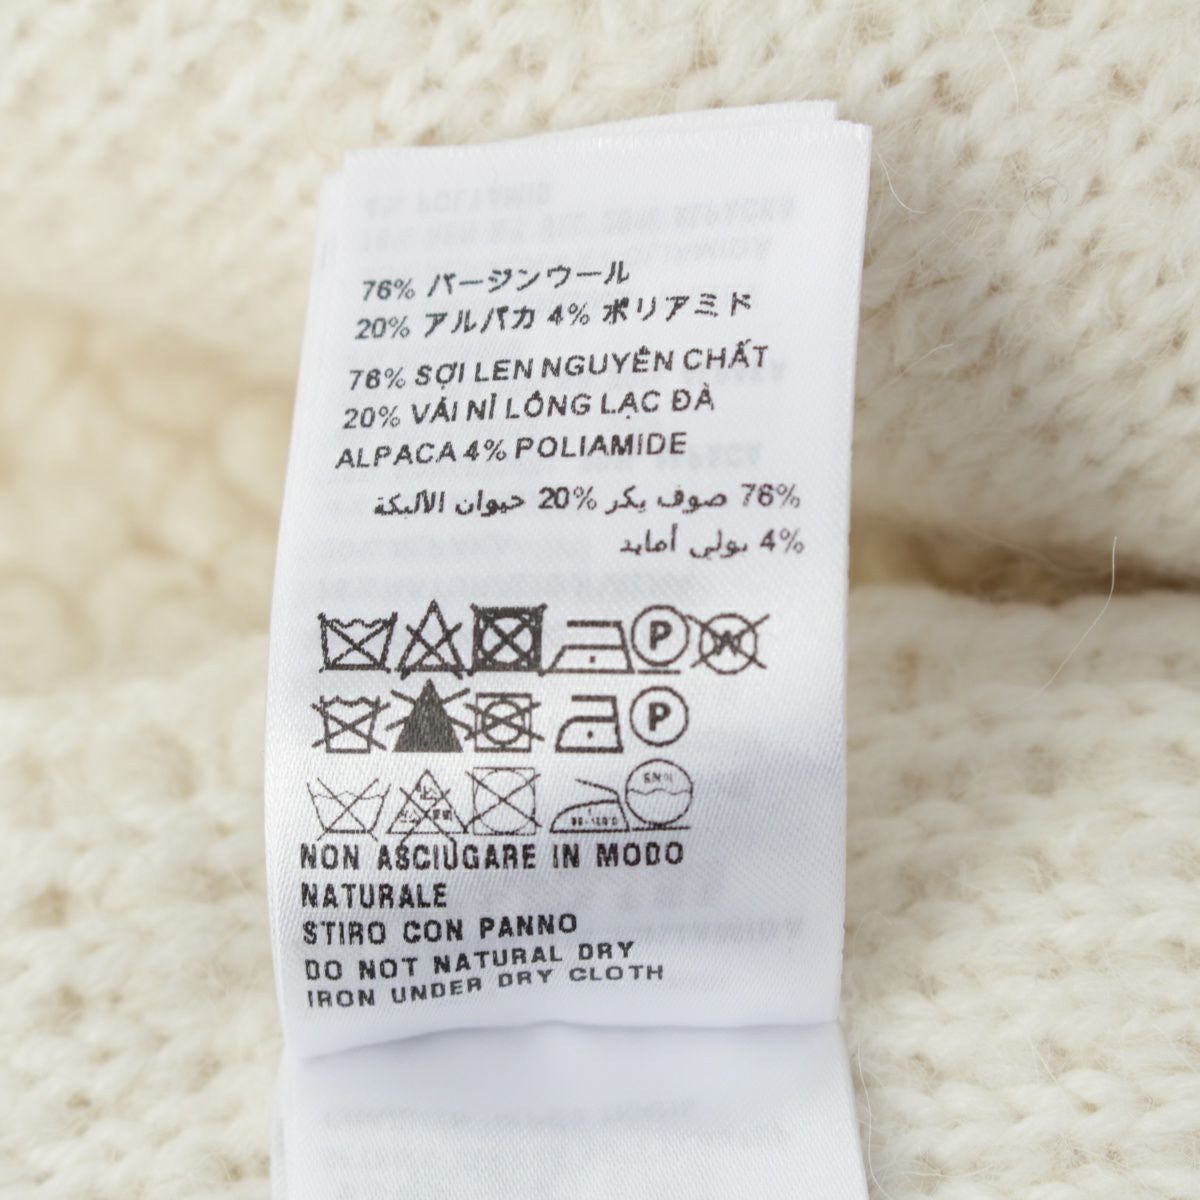 76% バージンウール
20% アルパカ 4% ポリアミド
76% SỢI LEN NGUYÊN CHẤT
20% VẢI NỈ LÔNG LẠC ĐÀ
ALPACA 4% POLIAMIDE
76% صوف بكر 20% حيوان الألبكة
4% بولي أمايد
P W
P
NON ASCIUGARE IN MODO
NATURALE
STIRO CON PANNO
DO NOT NATURAL DRY
IRON UNDER DRY CLOTH